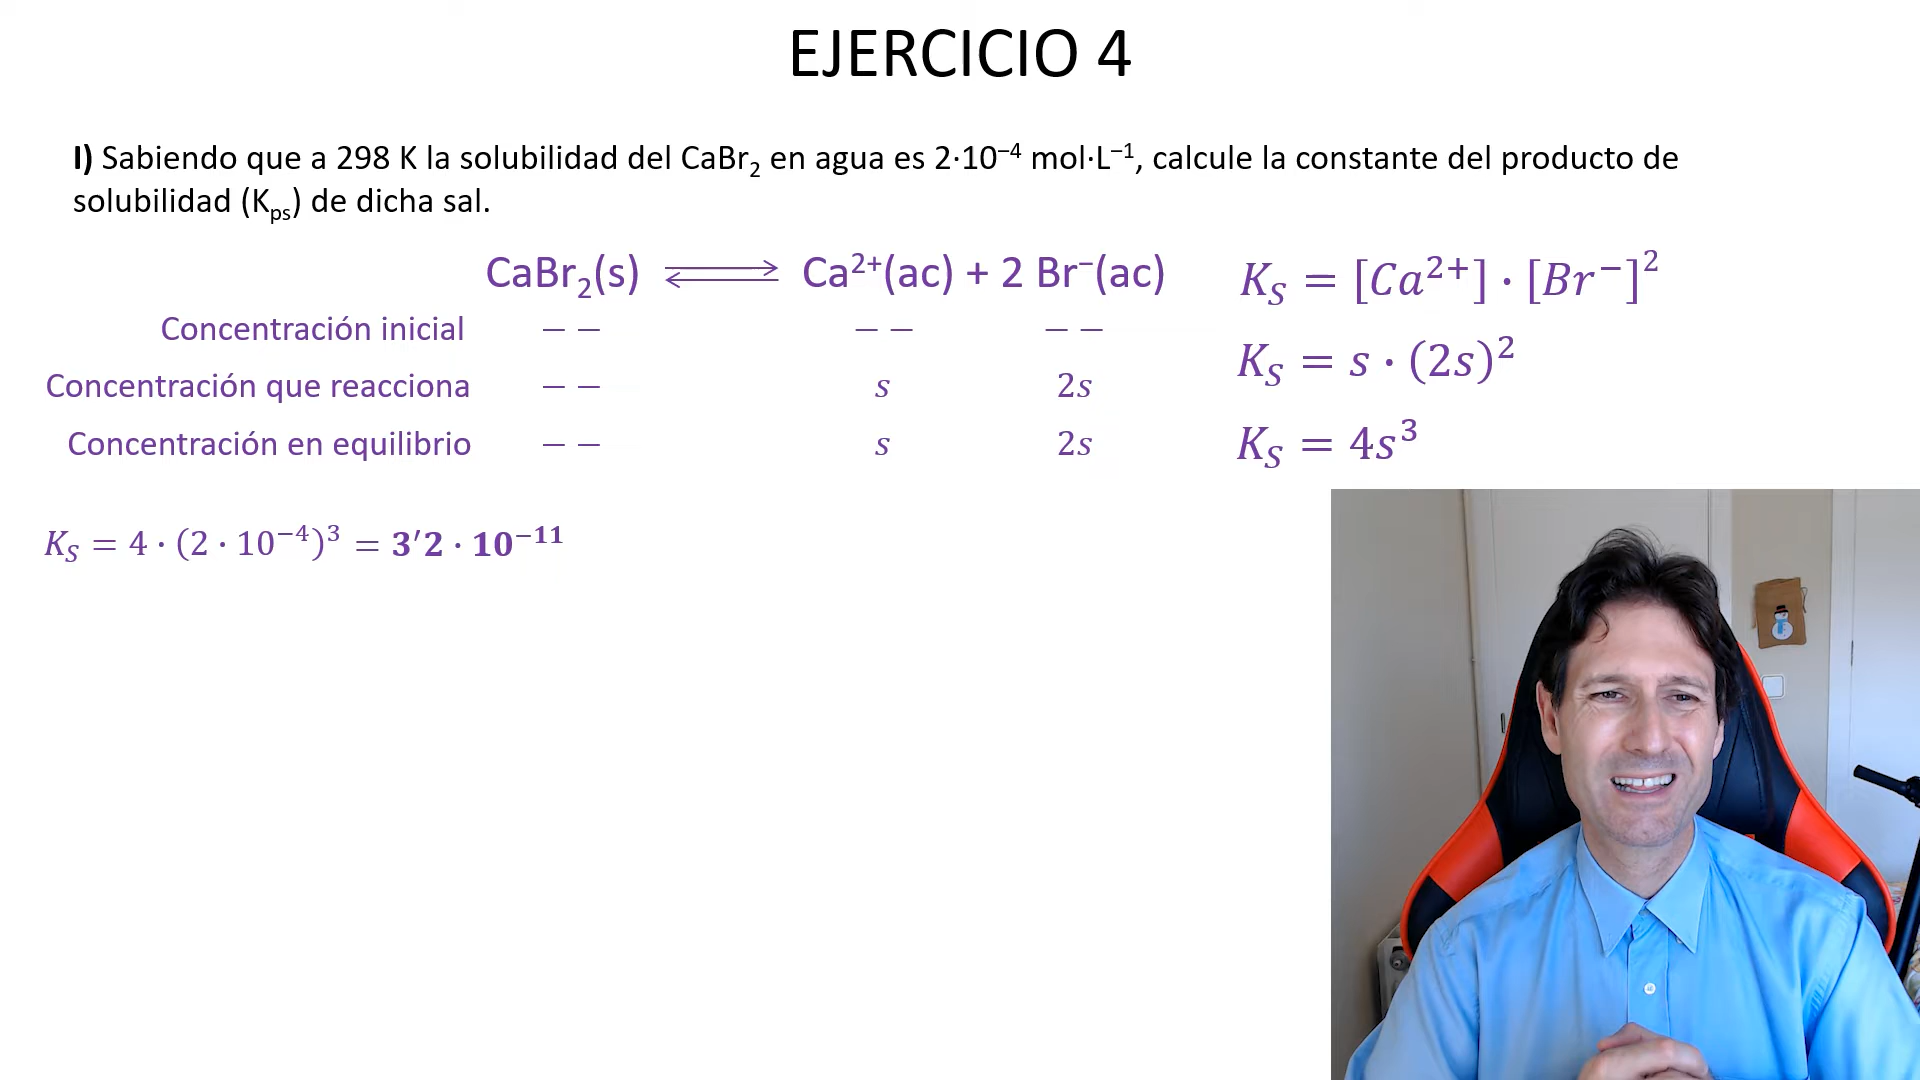 EJERCICIO 4
I) Sabiendo que a 298 K la solubilidad del CaBr₂ en agua es 2·10⁻⁴ mol·L⁻¹, calcule la constante del producto de
solubilidad (Kₚₛ) de dicha sal.
CaBr₂(s) ⇌ Ca²⁺(ac) + 2 Br⁻(ac)
K_S = [Ca²⁺] · [Br⁻]²
Concentración inicial – – – – – –
K_S = s · (2s)²
Concentración que reacciona – – s 2s
Concentración en equilibrio – – s 2s
K_S = 4s³
K_S = 4 · (2 · 10⁻⁴)³ = 3′2 · 10⁻¹¹